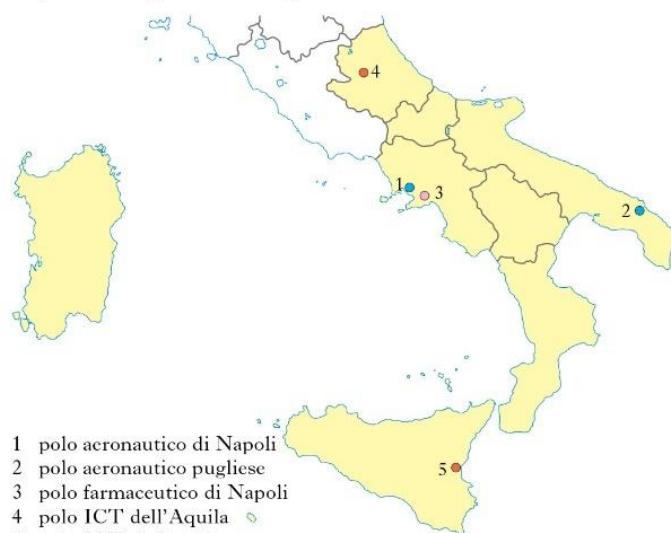 4
1
3
2
5
1 polo aeronautico di Napoli
2 polo aeronautico pugliese
3 polo farmaceutico di Napoli
4 polo ICT dell'Aquila